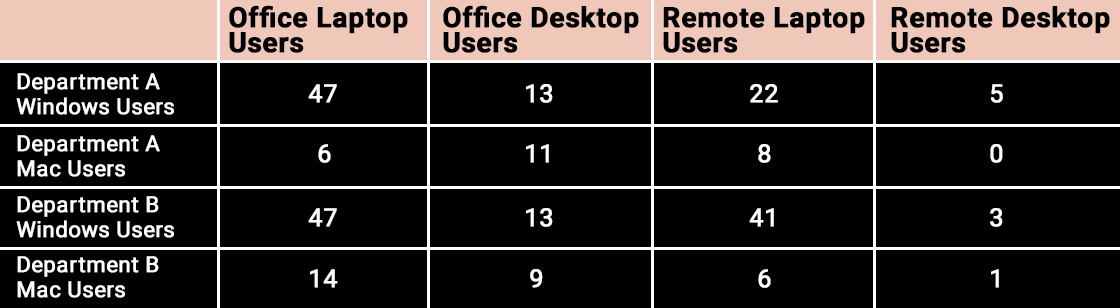 Office Laptop Users
Office Desktop Users
Remote Laptop Users
Remote Desktop Users
Department A Windows Users
47
13
22
5
Department A Mac Users
6
11
8
0
Department B Windows Users
47
13
41
3
Department B Mac Users
14
9
6
1